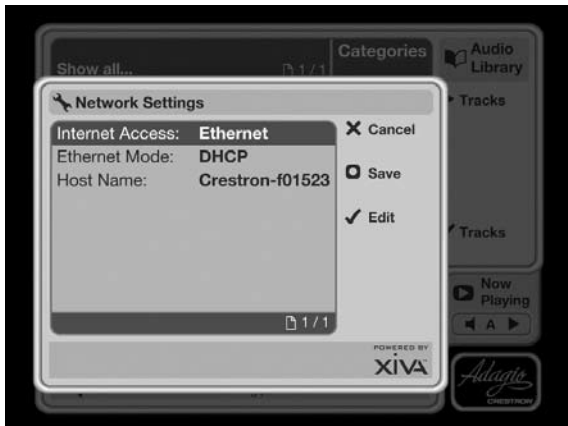 Show all... 1/1
Categories
Audio Library
Network Settings
Internet Access: Ethernet
Ethernet Mode: DHCP
Host Name: Crestron-f01523
1/1
Cancel
Save
Edit
POWERED BY
XiVA
Tracks
Tracks
Now Playing
A
Adagio
CRESTRON